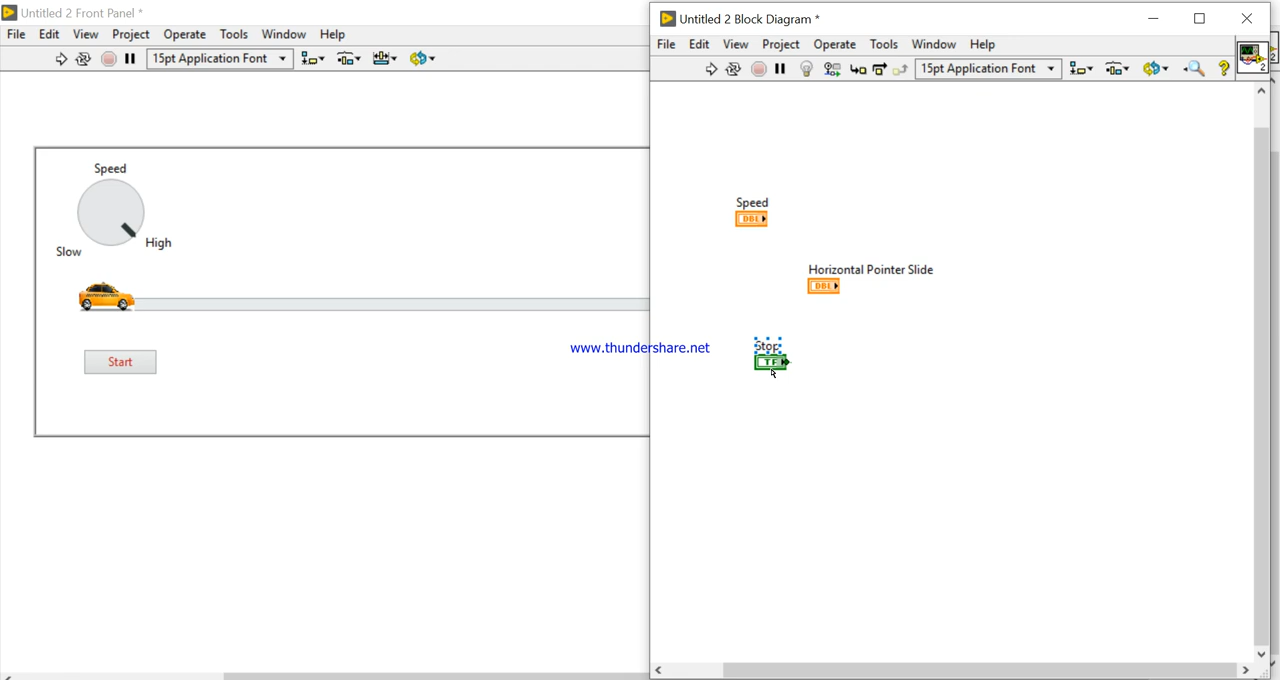 Untitled 2 Front Panel *
File Edit View Project Operate Tools Window Help
15pt Application Font
Speed
Slow
High
Start
www.thundershare.net
Untitled 2 Block Diagram *
File Edit View Project Operate Tools Window Help
15pt Application Font
2
2
Speed
DBL
Horizontal Pointer Slide
DBL
Stop
TF